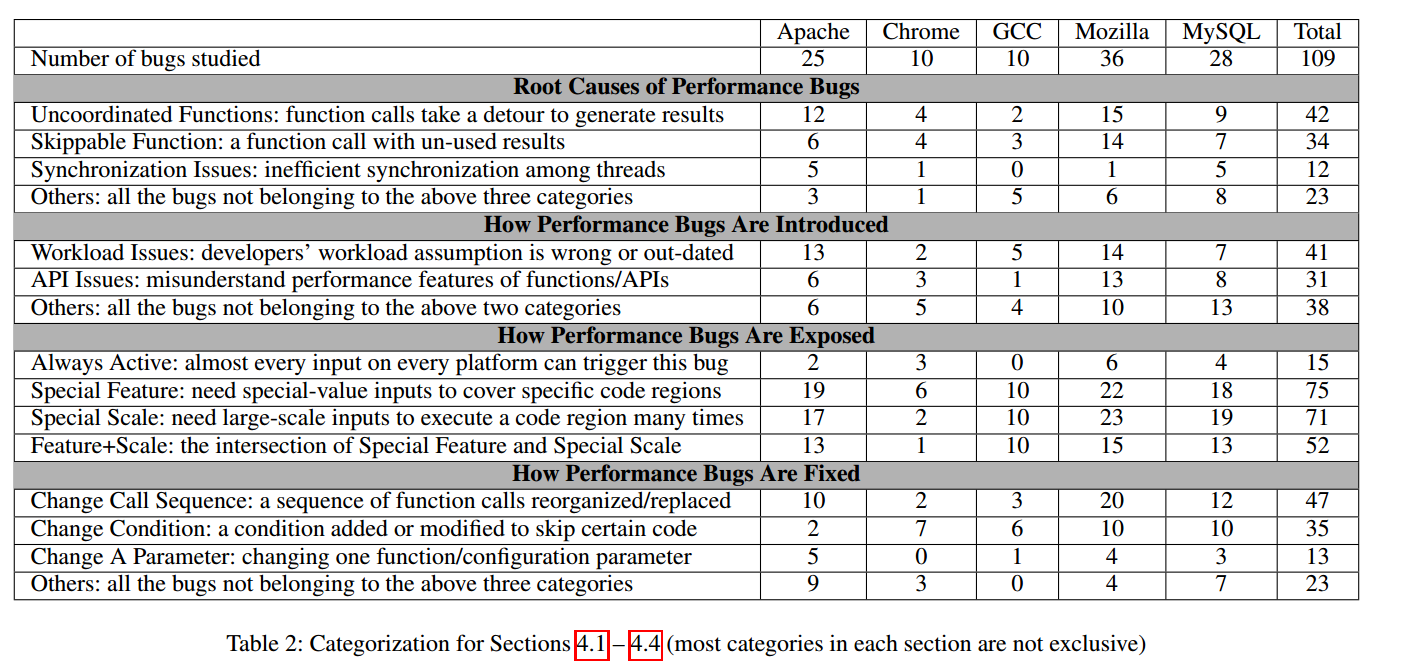 Apache Chrome GCC Mozilla MySQL Total
Number of bugs studied 25 10 10 36 28 109
Root Causes of Performance Bugs
Uncoordinated Functions: function calls take a detour to generate results 12 4 2 15 9 42
Skippable Function: a function call with un-used results 6 4 3 14 7 34
Synchronization Issues: inefficient synchronization among threads 5 1 0 1 5 12
Others: all the bugs not belonging to the above three categories 3 1 5 6 8 23
How Performance Bugs Are Introduced
Workload Issues: developers’ workload assumption is wrong or out-dated 13 2 5 14 7 41
API Issues: misunderstand performance features of functions/APIs 6 3 1 13 8 31
Others: all the bugs not belonging to the above two categories 6 5 4 10 13 38
How Performance Bugs Are Exposed
Always Active: almost every input on every platform can trigger this bug 2 3 0 6 4 15
Special Feature: need special-value inputs to cover specific code regions 19 6 10 22 18 75
Special Scale: need large-scale inputs to execute a code region many times 17 2 10 23 19 71
Feature+Scale: the intersection of Special Feature and Special Scale 13 1 10 15 13 52
How Performance Bugs Are Fixed
Change Call Sequence: a sequence of function calls reorganized/replaced 10 2 3 20 12 47
Change Condition: a condition added or modified to skip certain code 2 7 6 10 10 35
Change A Parameter: changing one function/configuration parameter 5 0 1 4 3 13
Others: all the bugs not belonging to the above three categories 9 3 0 4 7 23
Table 2: Categorization for Sections 4.1 – 4.4 (most categories in each section are not exclusive)